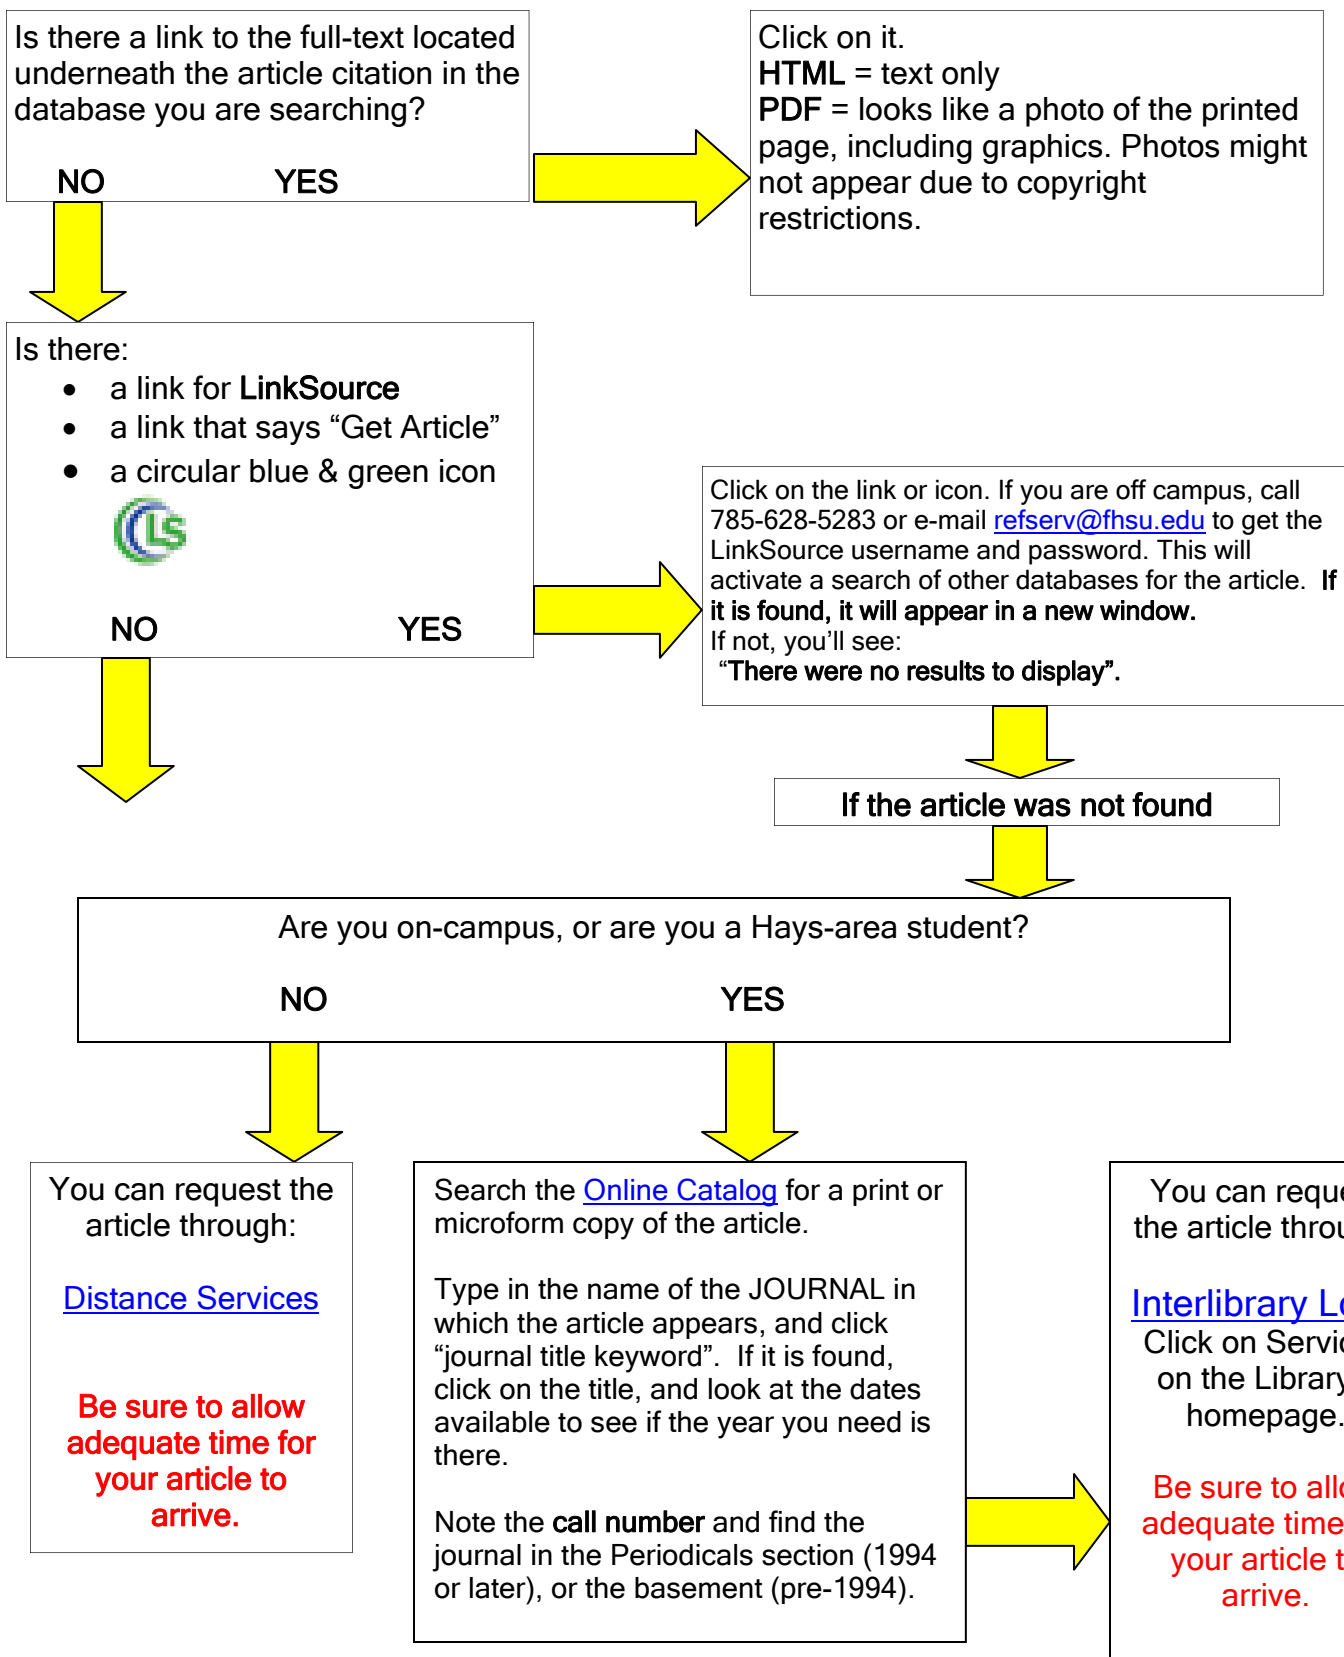 Is there a link to the full-text located
underneath the article citation in the
database you are searching?
NO YES
Click on it.
HTML = text only
PDF = looks like a photo of the printed
page, including graphics. Photos might
not appear due to copyright
restrictions.
Is there:
• a link for LinkSource
• a link that says “Get Article”
• a circular blue & green icon
LS
NO YES
Click on the link or icon. If you are off campus, call
785-628-5283 or e-mail refserv@fhsu.edu to get the
LinkSource username and password. This will
activate a search of other databases for the article. If
it is found, it will appear in a new window.
If not, you’ll see:
“There were no results to display”.
If the article was not found
Are you on-campus, or are you a Hays-area student?
NO YES
You can request the
article through:
Distance Services
Be sure to allow
adequate time for
your article to
arrive.
Search the Online Catalog for a print or
microform copy of the article.
Type in the name of the JOURNAL in
which the article appears, and click
“journal title keyword”. If it is found,
click on the title, and look at the dates
available to see if the year you need is
there.
Note the call number and find the
journal in the Periodicals section (1994
or later), or the basement (pre-1994).
You can
the article
Interlibrary
Click on
on the Library
homepage.
Be sure to
adequate time
your article
arrive.